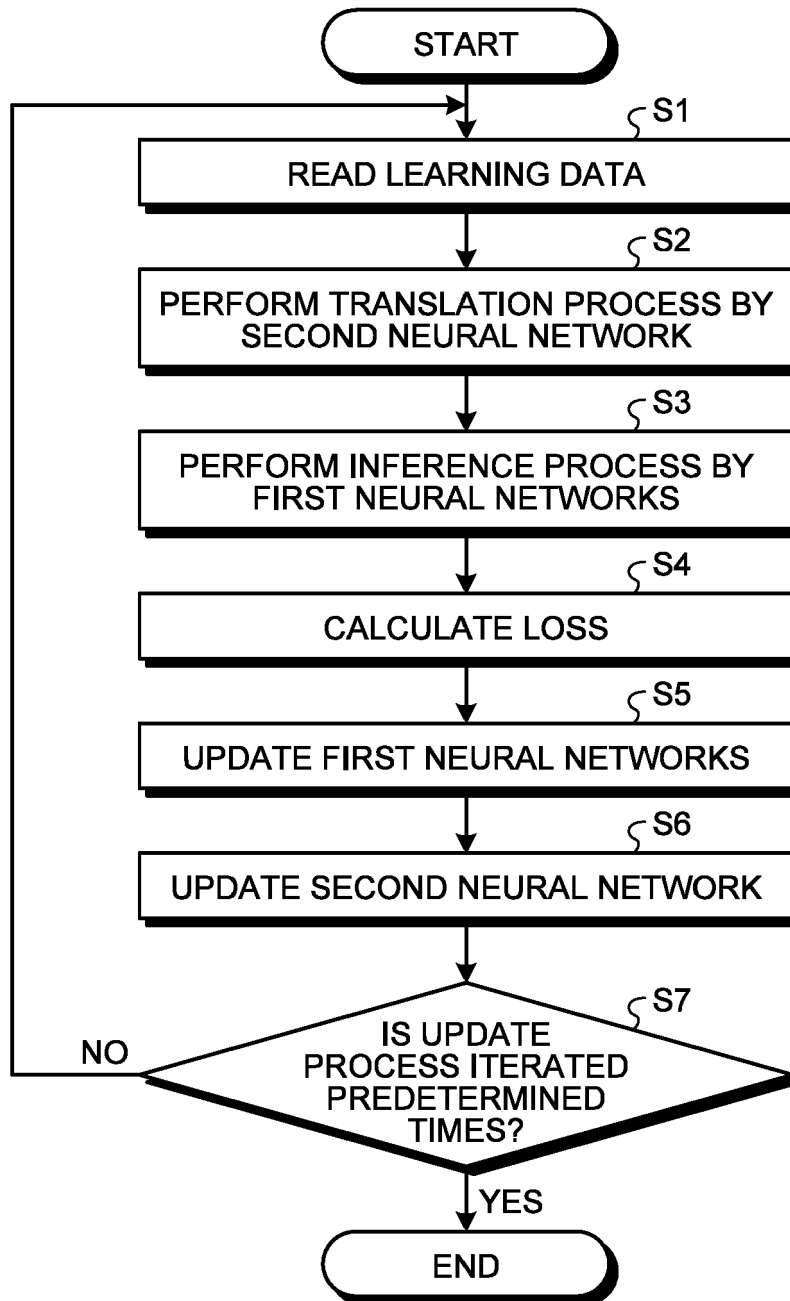 START
S1
READ LEARNING DATA
S2
PERFORM TRANSLATION PROCESS BY
SECOND NEURAL NETWORK
S3
PERFORM INFERENCE PROCESS BY
FIRST NEURAL NETWORKS
S4
CALCULATE LOSS
S5
UPDATE FIRST NEURAL NETWORKS
S6
UPDATE SECOND NEURAL NETWORK
S7
IS UPDATE
PROCESS ITERATED
PREDETERMINED
TIMES?
NO
YES
END